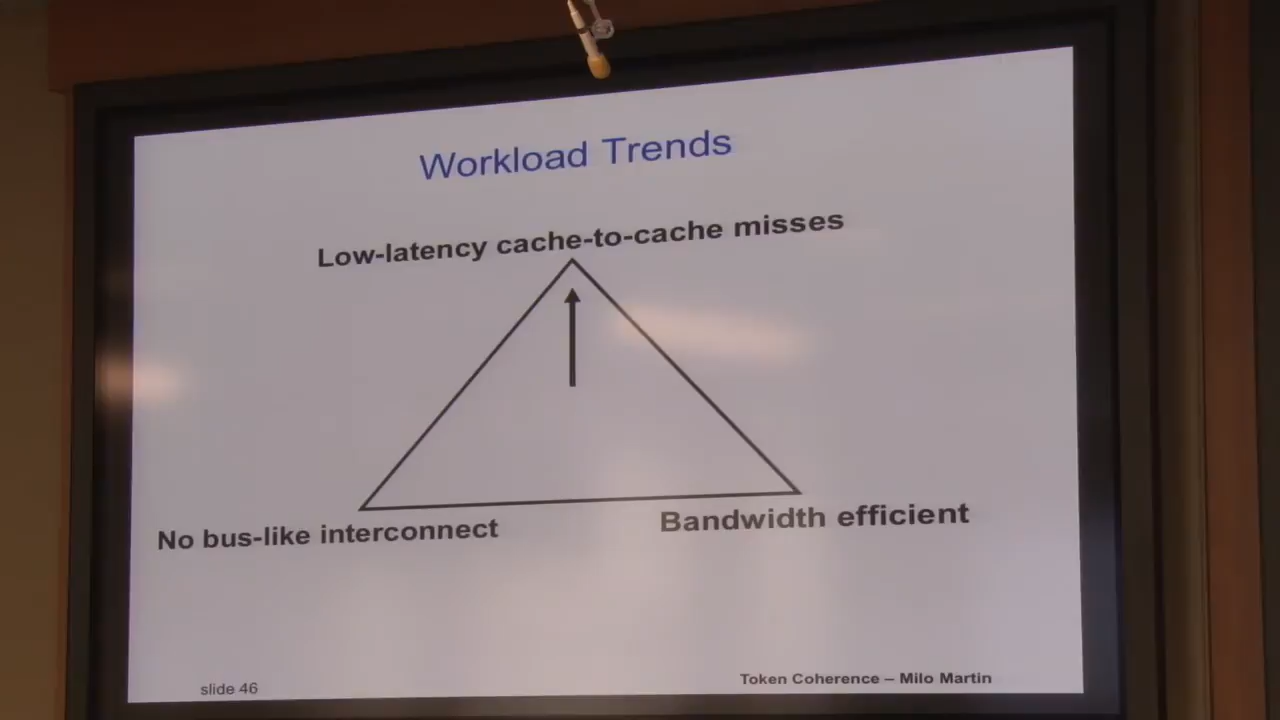 Workload Trends
Low-latency cache-to-cache misses
No bus-like interconnect
Bandwidth efficient
slide 46
Token Coherence – Milo Martin